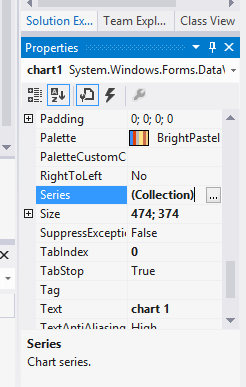 Solution Ex... Team Expl... Class View
Properties
chart1 System.Windows.Forms.Data
Padding 0; 0; 0; 0
Palette BrightPastel
PaletteCustomC
RightToLeft No
Series (Collection) ...
Size 474; 374
SuppressExceptio False
TabIndex 0
TabStop True
Tag
Text chart 1
TextAntiAliasing High
Series
Chart series.